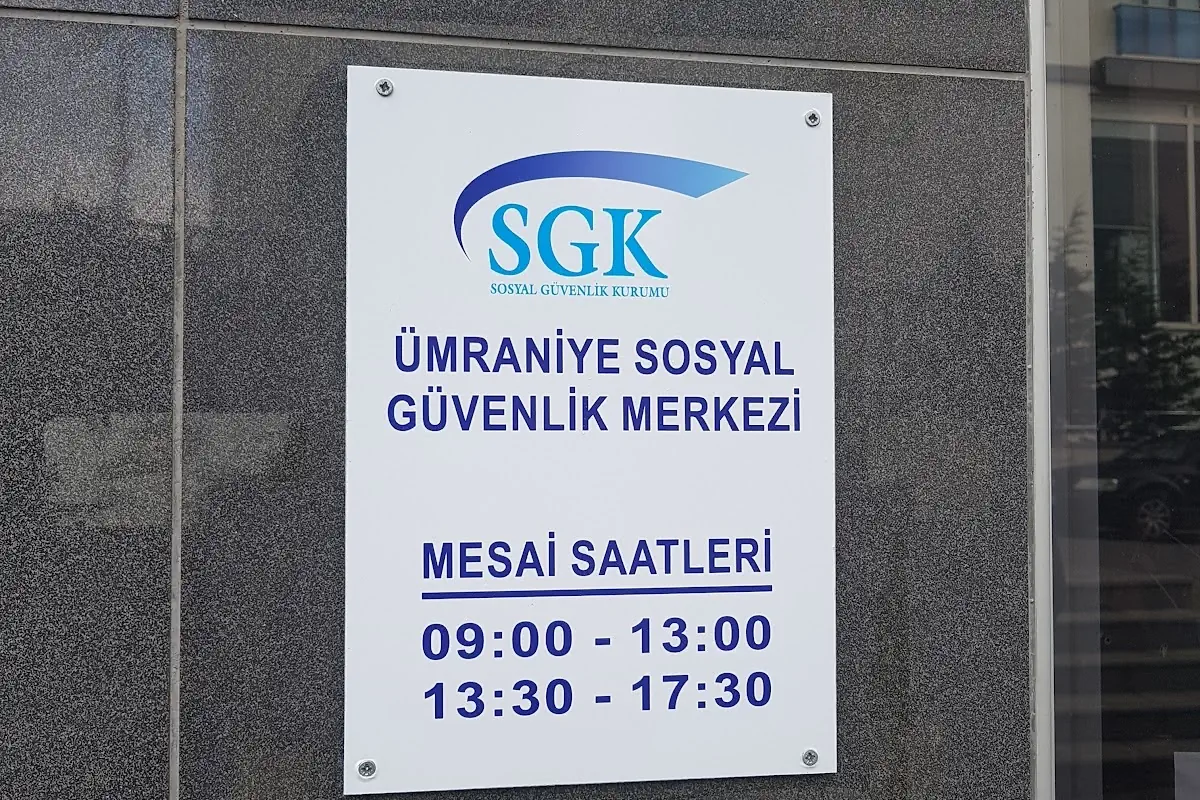 SGK
SOSYAL GÜVENLİK KURUMU
ÜMRANİYE SOSYAL
GÜVENLİK MERKEZİ
MESAİ SAATLERİ
09:00 - 13:00
13:30 - 17:30